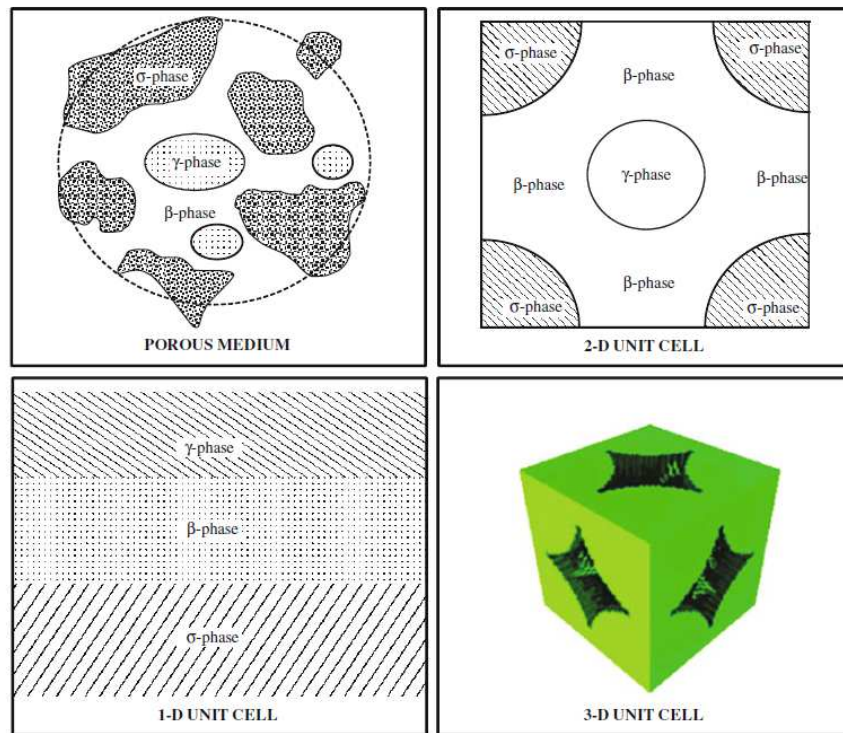 σ-phase
γ-phase
β-phase
POROUS MEDIUM
σ-phase
σ-phase
β-phase
γ-phase
β-phase
β-phase
β-phase
σ-phase
σ-phase
2-D UNIT CELL
γ-phase
β-phase
σ-phase
1-D UNIT CELL
3-D UNIT CELL